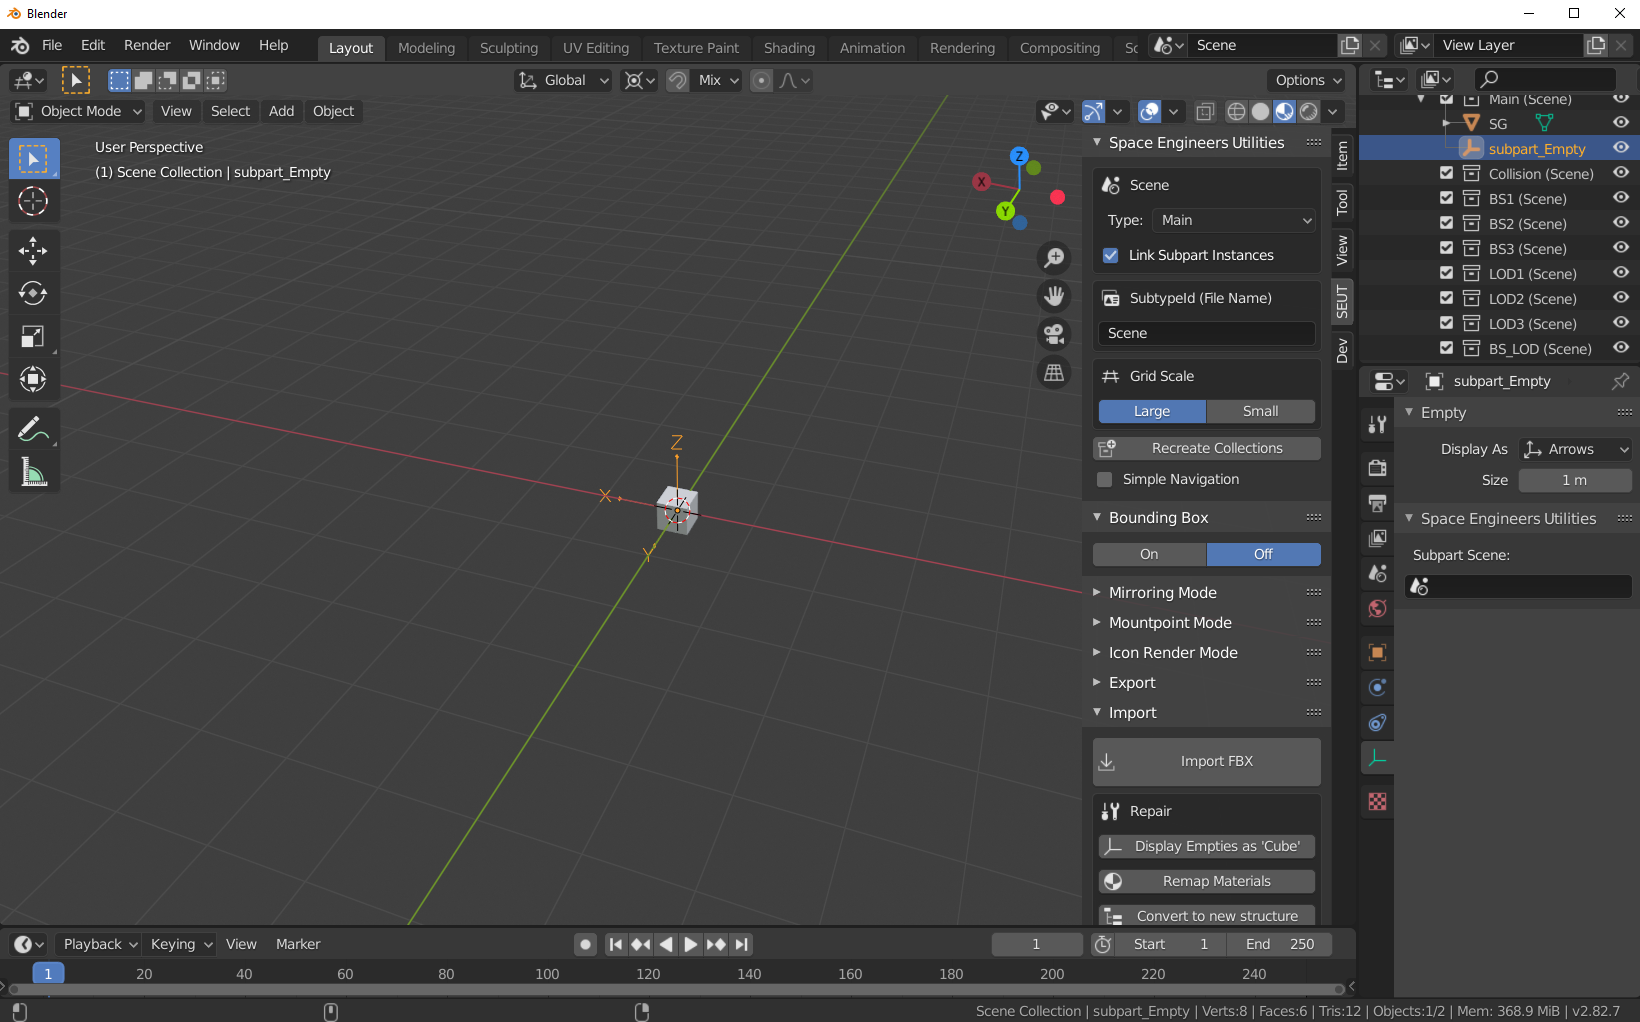 Blender
File Edit Render Window Help Layout Modeling Sculpting UV Editing Texture Paint Shading Animation Rendering Compositing Sc Scene View Layer
Global Mix Options
Object Mode View Select Add Object
User Perspective
(1) Scene Collection | subpart_Empty
Z
X
Y
Z
X
Y
Space Engineers Utilities
Scene
Type: Main
Link Subpart Instances
SubtypeId (File Name)
Scene
Grid Scale
Large Small
Recreate Collections
Simple Navigation
Bounding Box
On Off
Mirroring Mode
Mountpoint Mode
Icon Render Mode
Export
Import
Import FBX
Repair
Display Empties as 'Cube'
Remap Materials
Convert to new structure
Item
Tool
View
SEUT
Dev
Main (Scene)
SG
subpart_Empty
Collision (Scene)
BS1 (Scene)
BS2 (Scene)
BS3 (Scene)
LOD1 (Scene)
LOD2 (Scene)
LOD3 (Scene)
BS_LOD (Scene)
subpart_Empty
Empty
Display As Arrows
Size 1 m
Space Engineers Utilities
Subpart Scene:
Playback Keying View Marker 1 Start 1 End 250
1 20 40 60 80 100 120 140 160 180 200 220 240
Scene Collection | subpart_Empty | Verts:8 | Faces:6 | Tris:12 | Objects:1/2 | Mem: 368.9 MiB | v2.82.7